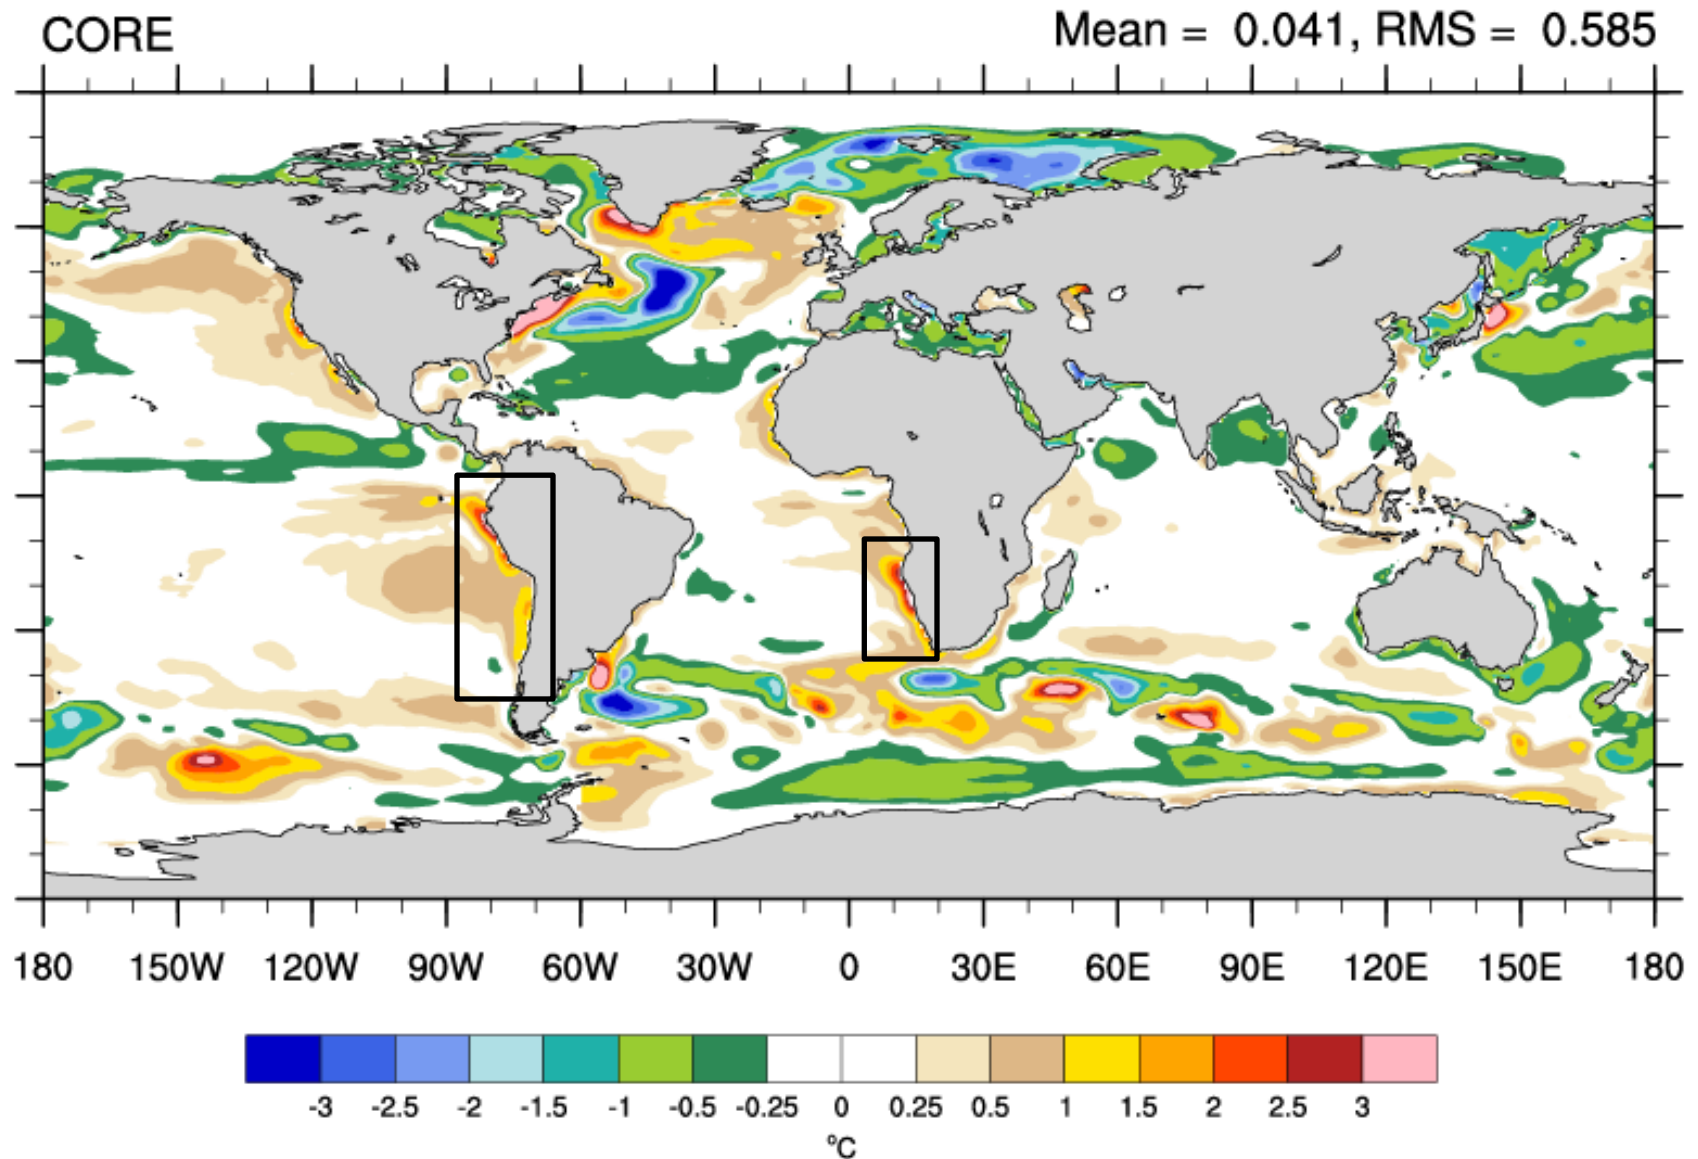 CORE
Mean = 0.041, RMS = 0.585
180 150W 120W 90W 60W 30W 0 30E 60E 90E 120E 150E 180
-3 -2.5 -2 -1.5 -1 -0.5 -0.25 0 0.25 0.5 1 1.5 2 2.5 3
°C